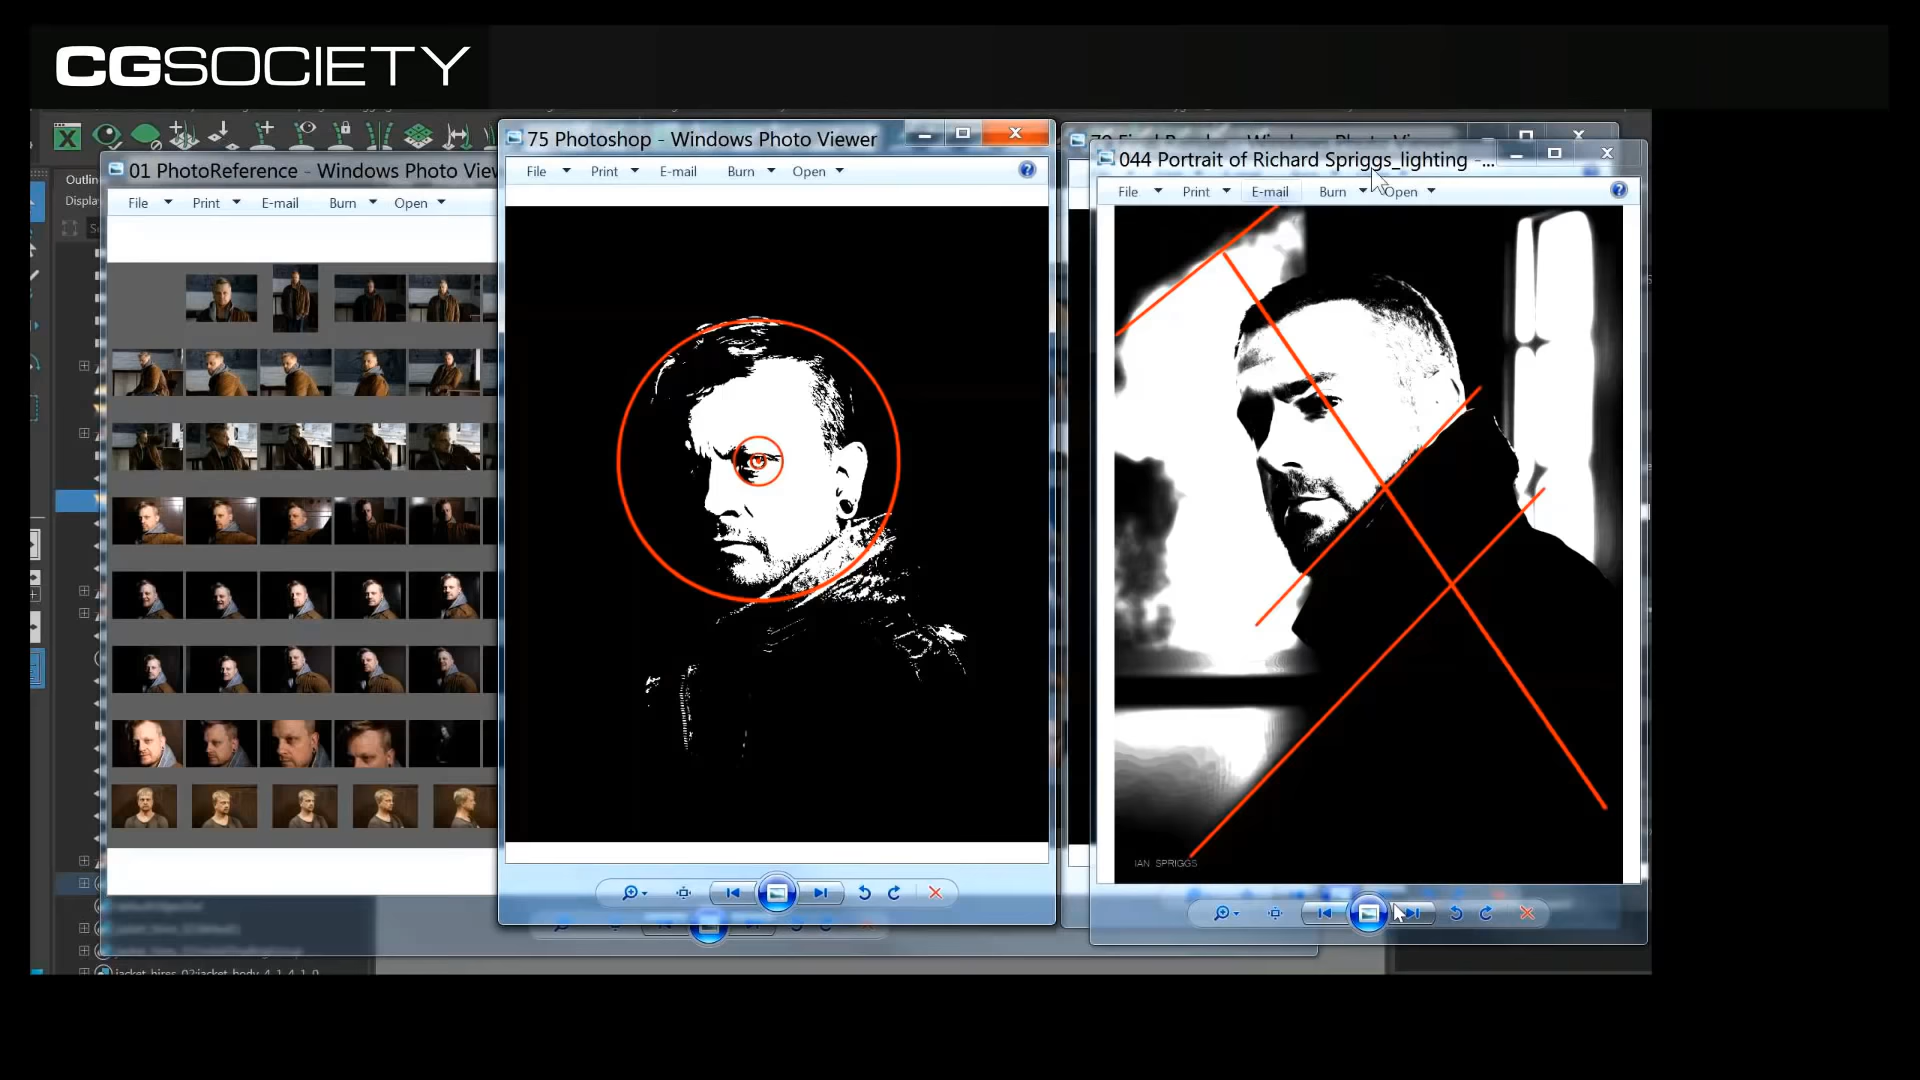 CGSOCIETY
Outlin
Displa
01 PhotoReference - Windows Photo View
File Print E-mail Burn Open
75 Photoshop - Windows Photo Viewer
File Print E-mail Burn Open
044 Portrait of Richard Spriggs_lighting -...
File Print E-mail Burn Open
IAN SPRIGGS